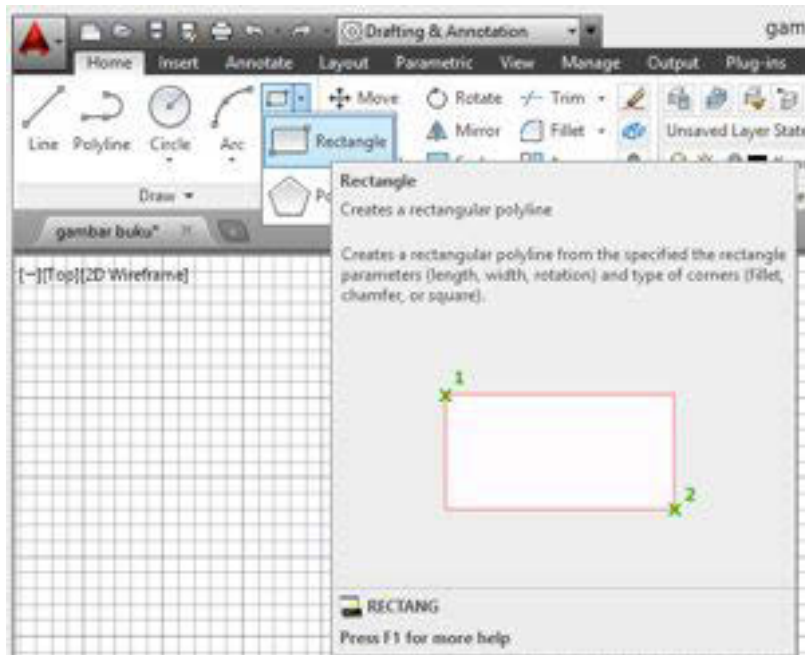 Drafting & Annotation
gam
Home Insert Annotate Layout Parametric View Manage Output Plug-ins
Move Rotate Trim
Line Polyline Circle Arc
Rectangle
Mirror Fillet
Unsaved Layer State
Draw
gambar buku*
[-][Top][2D Wireframe]
Rectangle
Creates a rectangular polyline
Creates a rectangular polyline from the specified the rectangle
parameters (length, width, rotation) and type of corners (fillet,
chamfer, or square).
1
2
RECTANG
Press F1 for more help